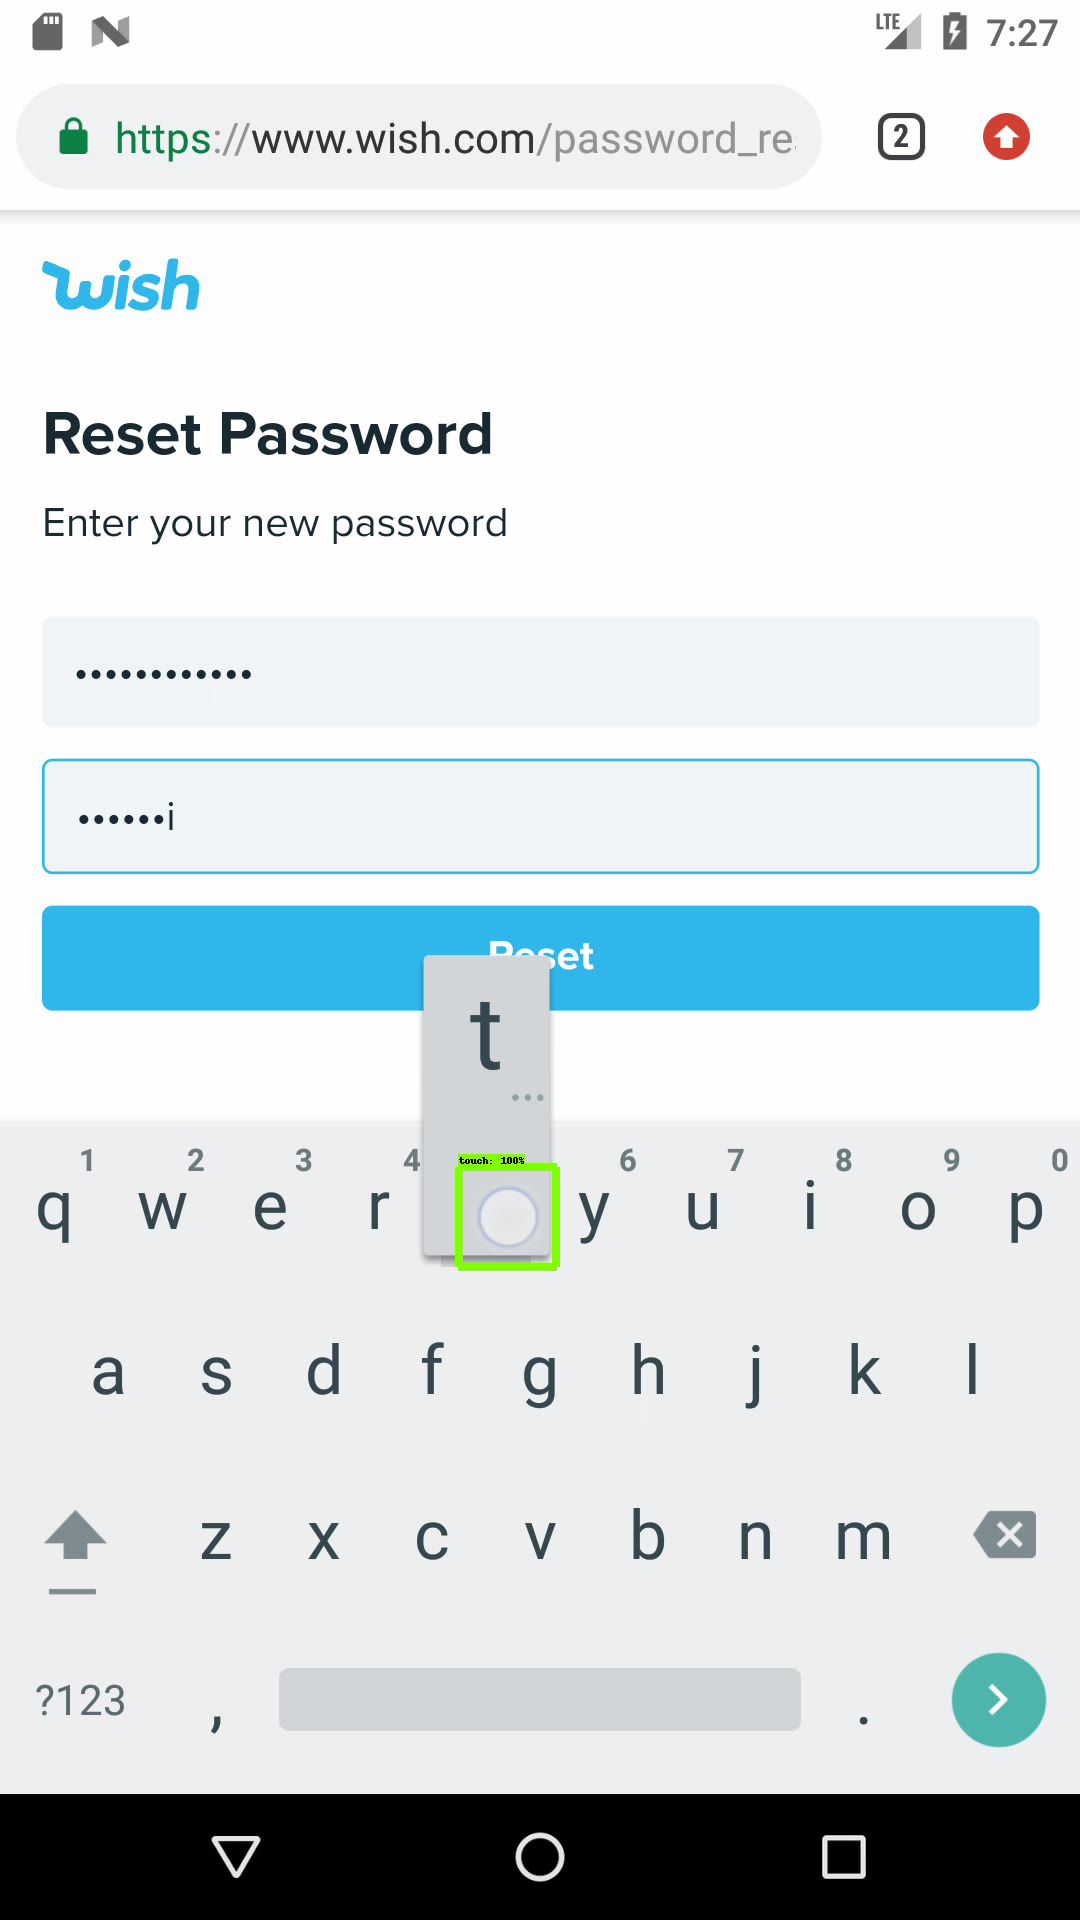 LTE 7:27
https://www.wish.com/password_re
2
wish
Reset Password
Enter your new password
••••••••••••
••••••i
Reset
t
...
touch: 100%
1 2 3 4 6 7 8 9 0
q w e r y u i o p
a s d f g h j k l
z x c v b n m
?123 , .